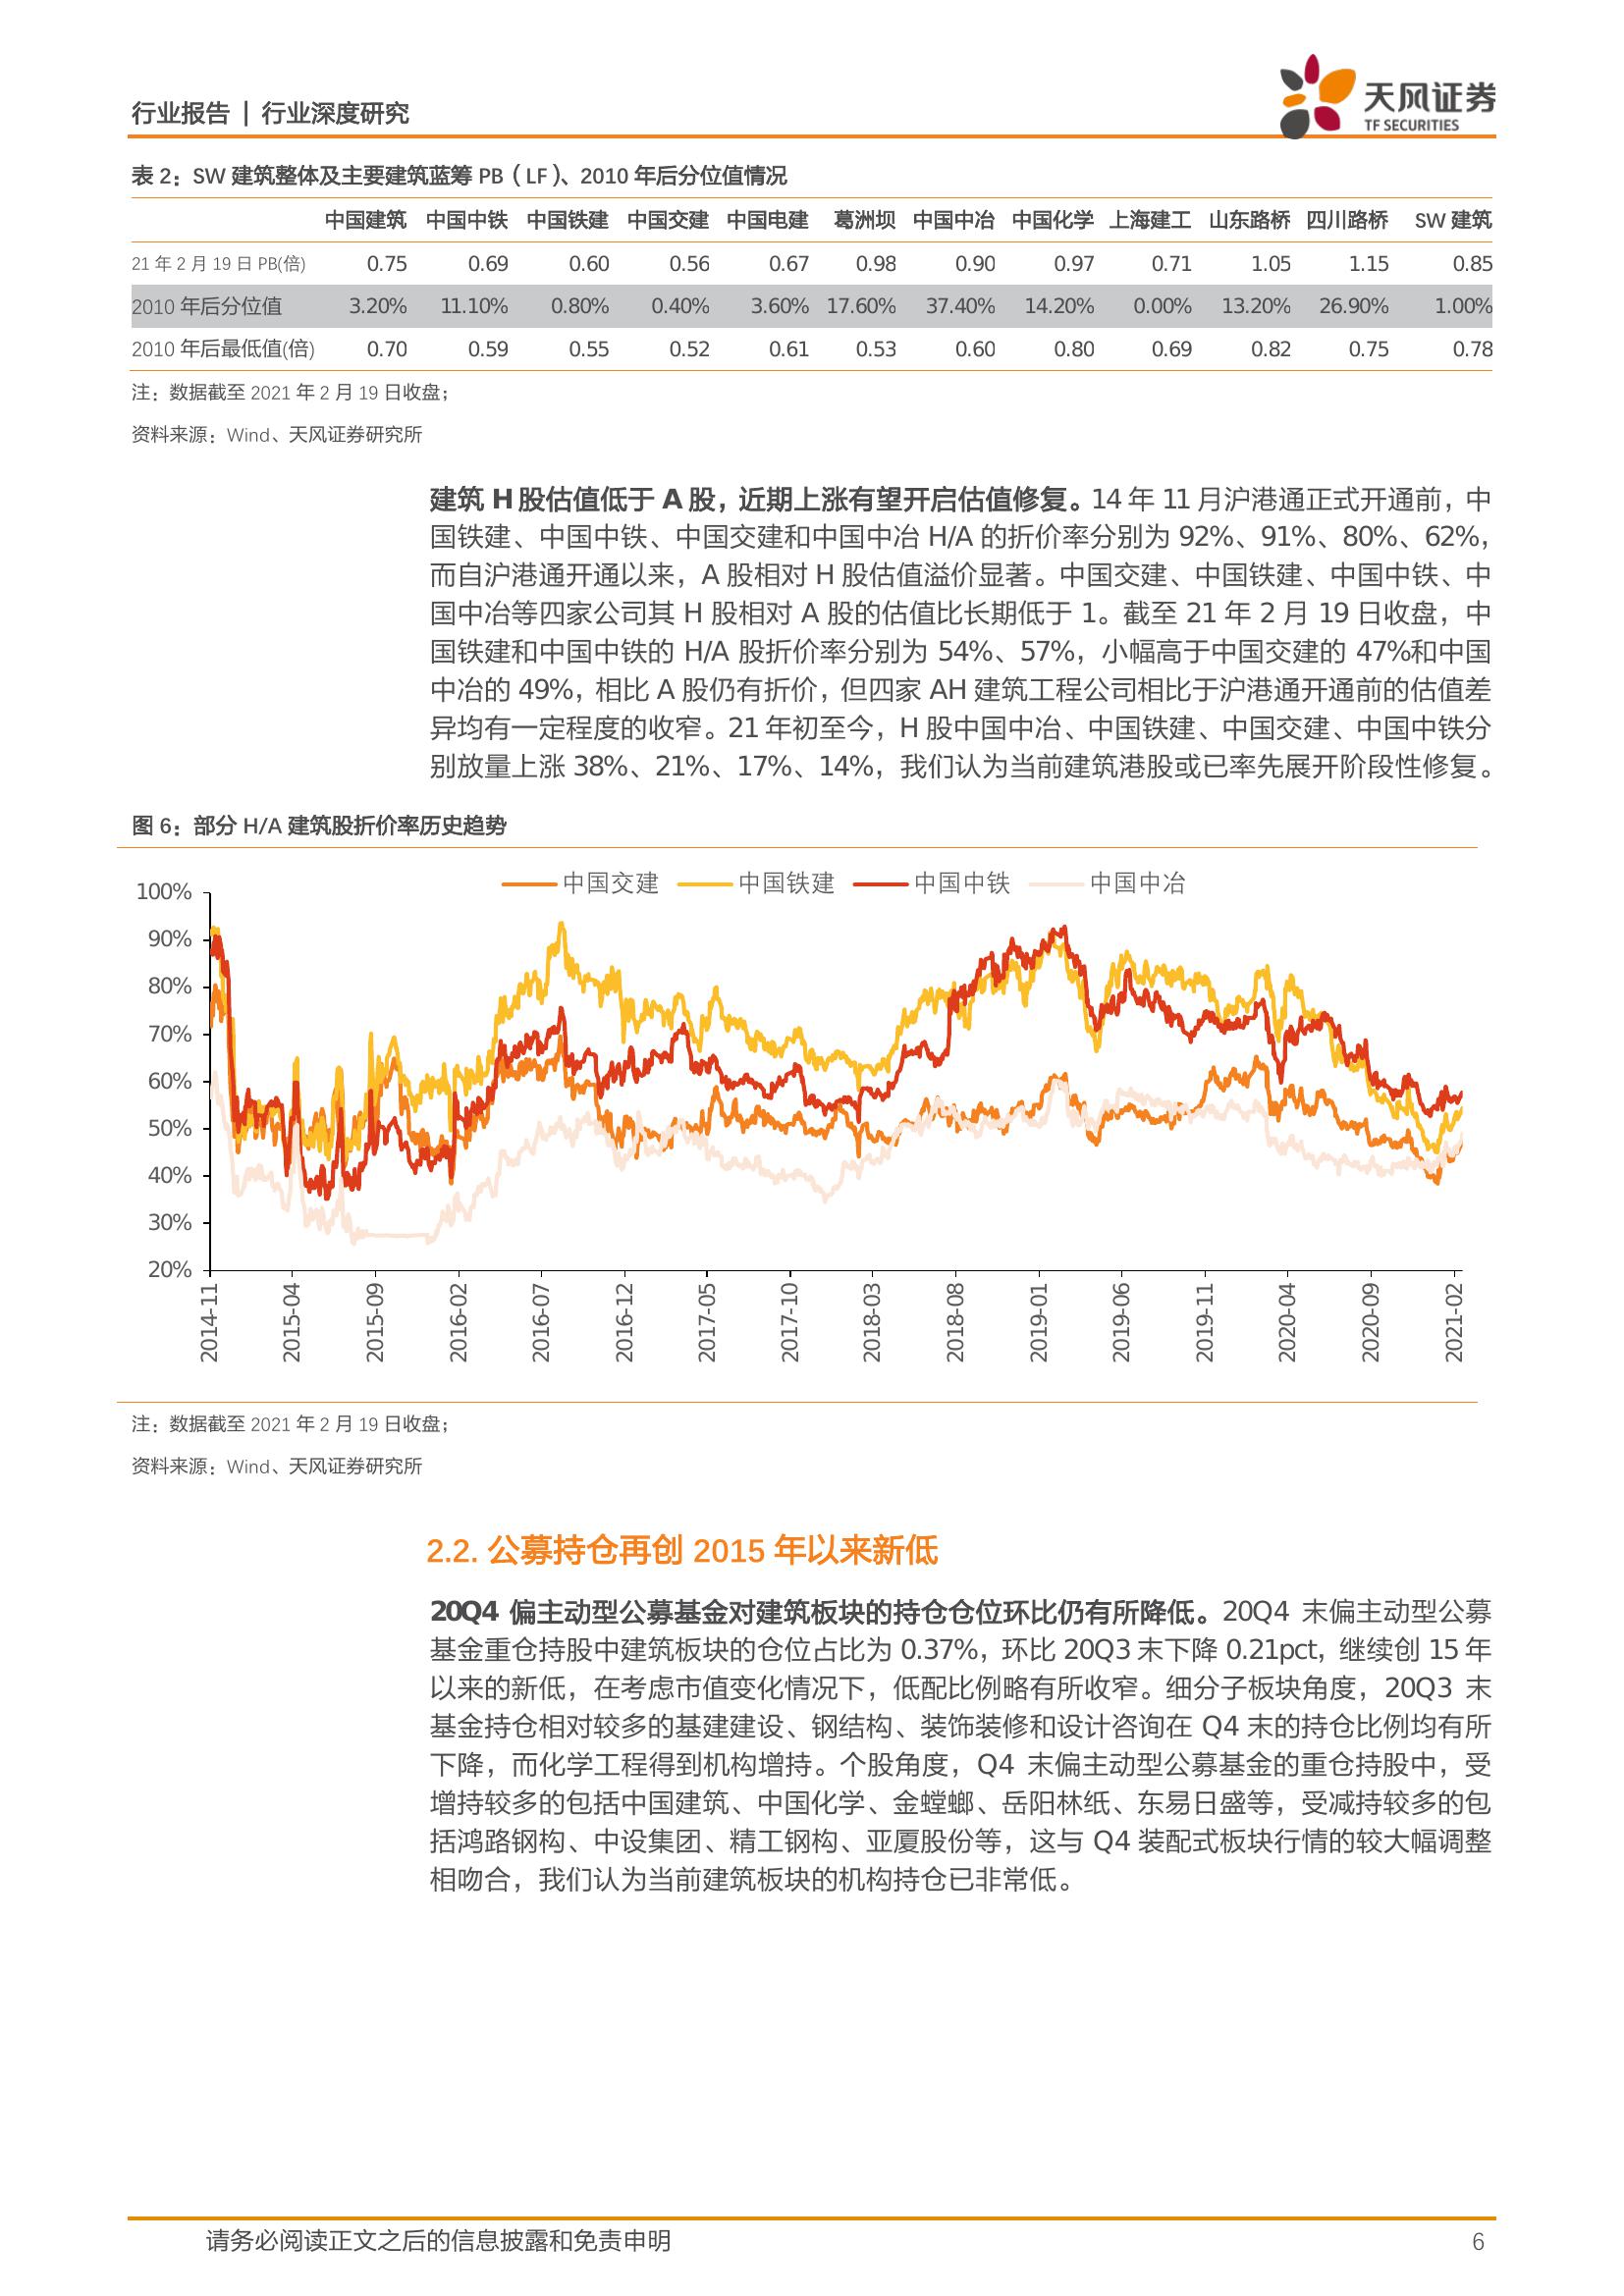 行业报告 | 行业深度研究
天风证券
TF SECURITIES
表 2：SW 建筑整体及主要建筑蓝筹 PB（LF）、2010 年后分位值情况
中国建筑 中国中铁 中国铁建 中国交建 中国电建 葛洲坝 中国中冶 中国化学 上海建工 山东路桥 四川路桥 SW 建筑
21 年 2 月 19 日 PB(倍) 0.75 0.69 0.60 0.56 0.67 0.98 0.90 0.97 0.71 1.05 1.15 0.85
2010 年后分位值 3.20% 11.10% 0.80% 0.40% 3.60% 17.60% 37.40% 14.20% 0.00% 13.20% 26.90% 1.00%
2010 年后最低值(倍) 0.70 0.59 0.55 0.52 0.61 0.53 0.60 0.80 0.69 0.82 0.75 0.78
注：数据截至 2021 年 2 月 19 日收盘；
资料来源：Wind、天风证券研究所
建筑 H 股估值低于 A 股，近期上涨有望开启估值修复。14 年 11 月沪港通正式开通前，中
国铁建、中国中铁、中国交建和中国中冶 H/A 的折价率分别为 92%、91%、80%、62%，
而自沪港通开通以来，A 股相对 H 股估值溢价显著。中国交建、中国铁建、中国中铁、中
国中冶等四家公司其 H 股相对 A 股的估值比长期低于 1。截至 21 年 2 月 19 日收盘，中
国铁建和中国中铁的 H/A 股折价率分别为 54%、57%，小幅高于中国交建的 47%和中国
中冶的 49%，相比 A 股仍有折价，但四家 AH 建筑工程公司相比于沪港通开通前的估值差
异均有一定程度的收窄。21 年初至今，H 股中国中冶、中国铁建、中国交建、中国中铁分
别放量上涨 38%、21%、17%、14%，我们认为当前建筑港股或已率先展开阶段性修复。
图 6：部分 H/A 建筑股折价率历史趋势
中国交建 中国铁建 中国中铁 中国中冶
100%
90%
80%
70%
60%
50%
40%
30%
20%
2014-11 2015-04 2015-09 2016-02 2016-07 2016-12 2017-05 2017-10 2018-03 2018-08 2019-01 2019-06 2019-11 2020-04 2020-09 2021-02
注：数据截至 2021 年 2 月 19 日收盘；
资料来源：Wind、天风证券研究所
2.2. 公募持仓再创 2015 年以来新低
20Q4 偏主动型公募基金对建筑板块的持仓仓位环比仍有所降低。20Q4 末偏主动型公募
基金重仓持股中建筑板块的仓位占比为 0.37%，环比 20Q3 末下降 0.21pct，继续创 15 年
以来的新低，在考虑市值变化情况下，低配比例略有所收窄。细分子板块角度，20Q3 末
基金持仓相对较多的基建建设、钢结构、装饰装修和设计咨询在 Q4 末的持仓比例均有所
下降，而化学工程得到机构增持。个股角度，Q4 末偏主动型公募基金的重仓持股中，受
增持较多的包括中国建筑、中国化学、金螳螂、岳阳林纸、东易日盛等，受减持较多的包
括鸿路钢构、中设集团、精工钢构、亚厦股份等，这与 Q4 装配式板块行情的较大幅调整
相吻合，我们认为当前建筑板块的机构持仓已非常低。
请务必阅读正文之后的信息披露和免责申明 6